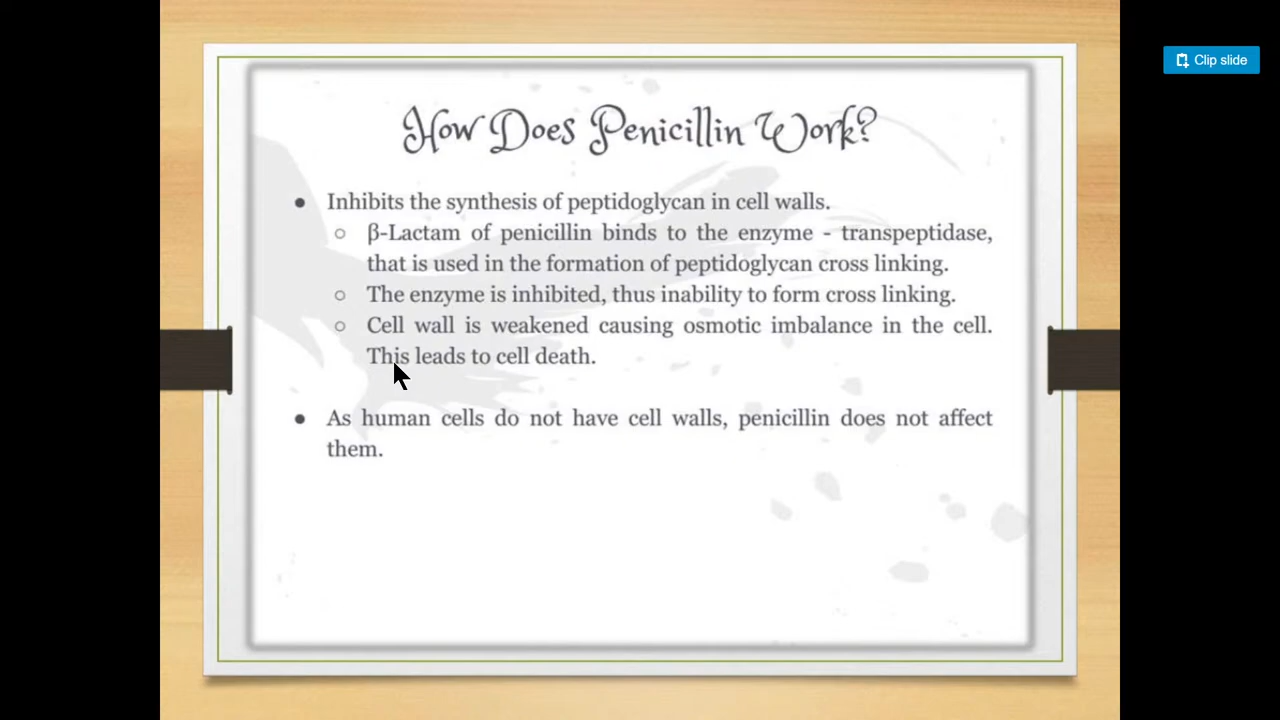 Clip slide
How Does Penicillin Work?
● Inhibits the synthesis of peptidoglycan in cell walls.
○ β-Lactam of penicillin binds to the enzyme - transpeptidase,
that is used in the formation of peptidoglycan cross linking.
○ The enzyme is inhibited, thus inability to form cross linking.
○ Cell wall is weakened causing osmotic imbalance in the cell.
This leads to cell death.
● As human cells do not have cell walls, penicillin does not affect
them.